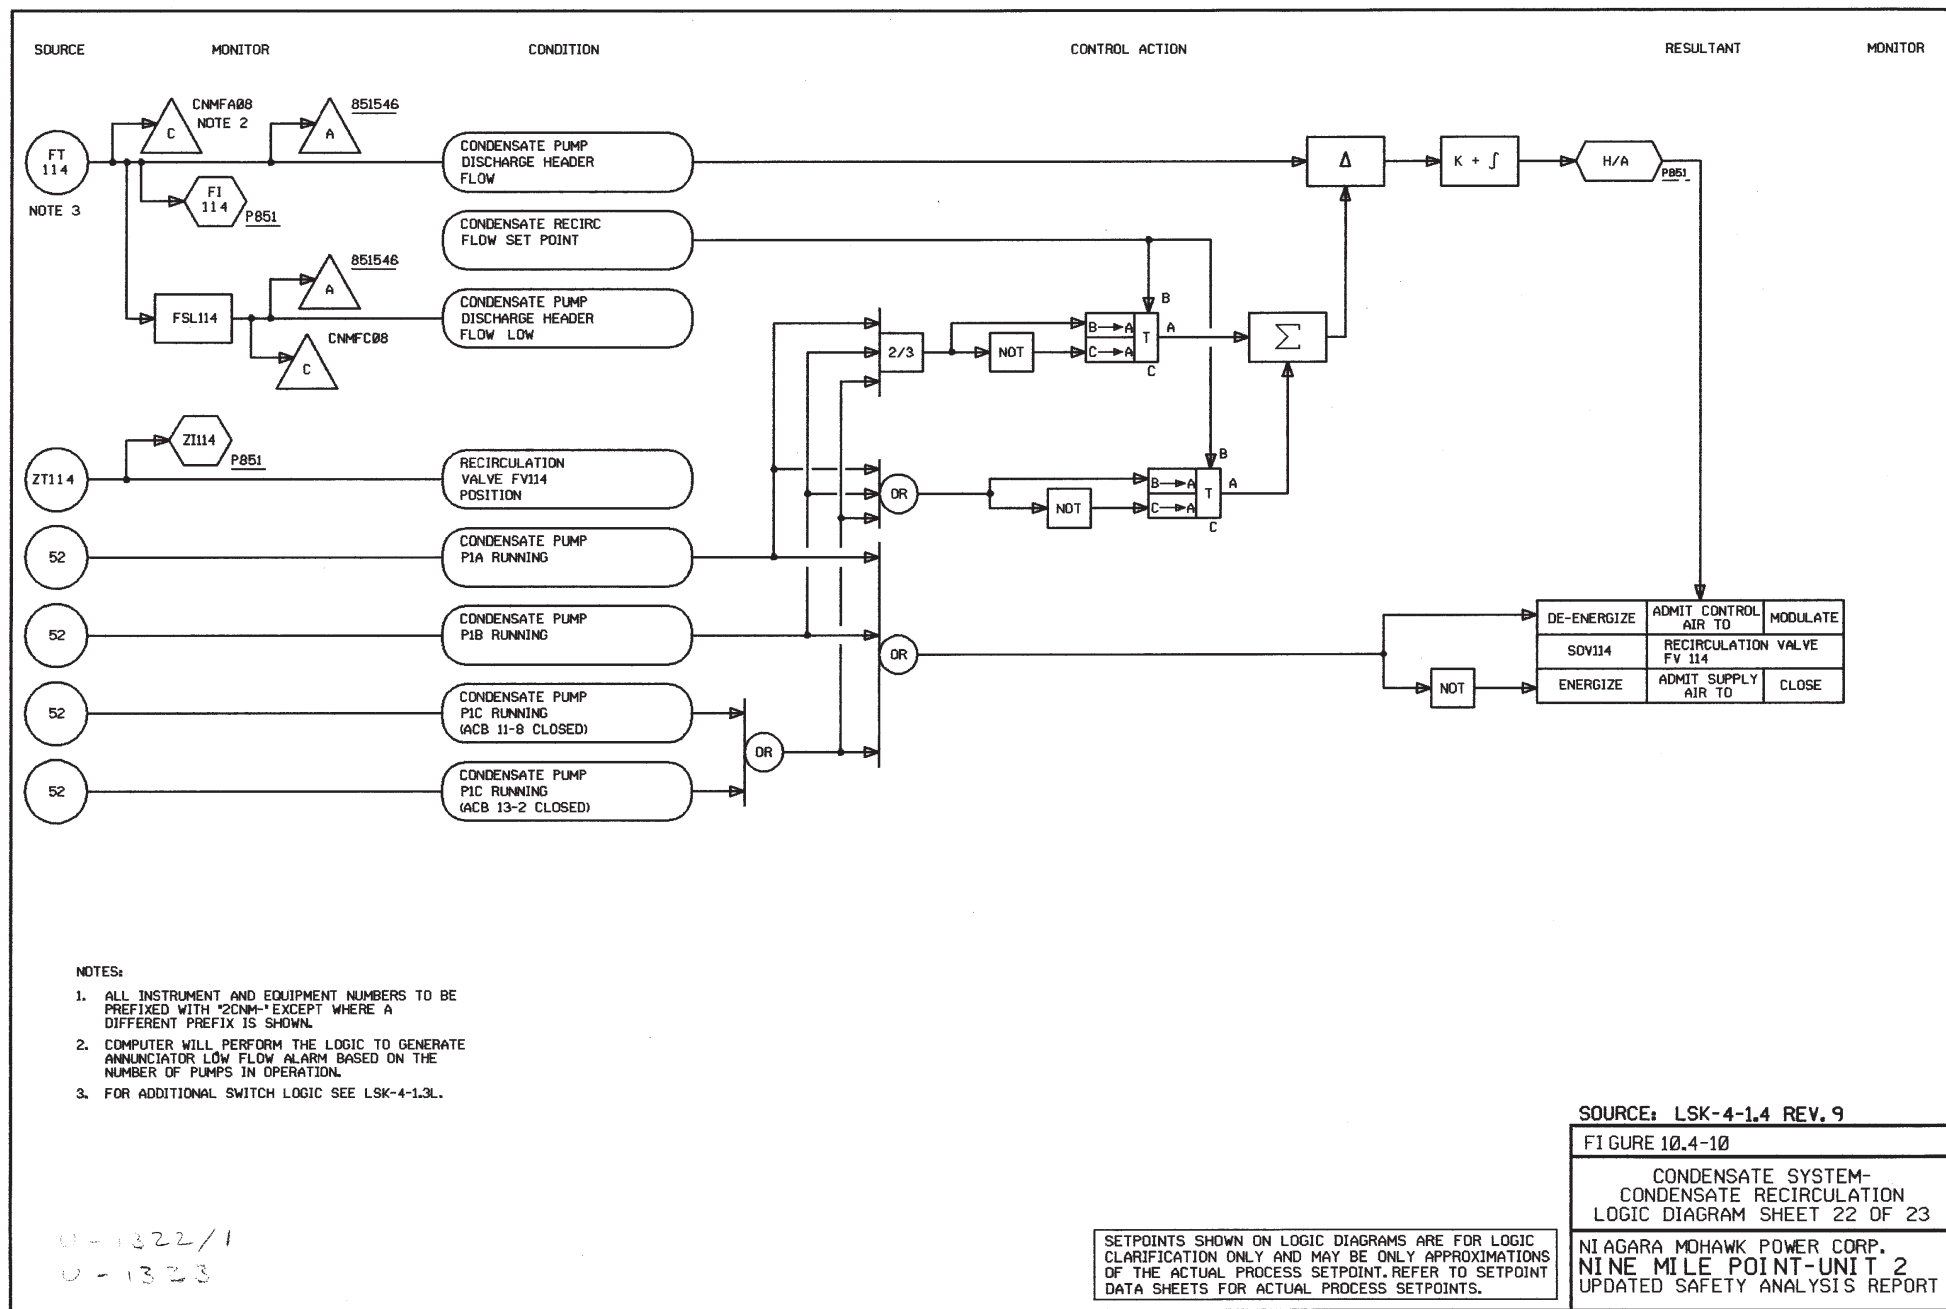 SOURCE MONITOR CONDITION CONTROL ACTION RESULTANT MONITOR
CNMFA08
NOTE 2
C
851546
A
FT
114
NOTE 3
FI
114
P851
CONDENSATE PUMP
DISCHARGE HEADER
FLOW
Δ
K + ∫
H/A
P851
CONDENSATE RECIRC
FLOW SET POINT
851546
A
FSL114
CNMFC08
C
CONDENSATE PUMP
DISCHARGE HEADER
FLOW LOW
2/3
NOT
B
B→A
C→A
T
A
C
Σ
ZI114
P851
ZT114
RECIRCULATION
VALVE FV114
POSITION
OR
NOT
B
B→A
C→A
T
A
C
52
CONDENSATE PUMP
P1A RUNNING
52
CONDENSATE PUMP
P1B RUNNING
OR
NOT
DE-ENERGIZE
ADMIT CONTROL
AIR TO
MODULATE
SOV114
RECIRCULATION VALVE
FV 114
ENERGIZE
ADMIT SUPPLY
AIR TO
CLOSE
52
CONDENSATE PUMP
P1C RUNNING
(ACB 11-8 CLOSED)
OR
52
CONDENSATE PUMP
P1C RUNNING
(ACB 13-2 CLOSED)
NOTES:
1. ALL INSTRUMENT AND EQUIPMENT NUMBERS TO BE
PREFIXED WITH "2CNM-" EXCEPT WHERE A
DIFFERENT PREFIX IS SHOWN.
2. COMPUTER WILL PERFORM THE LOGIC TO GENERATE
ANNUNCIATOR LOW FLOW ALARM BASED ON THE
NUMBER OF PUMPS IN OPERATION.
3. FOR ADDITIONAL SWITCH LOGIC SEE LSK-4-1.3L.
U-1322/1
U-1323
SETPOINTS SHOWN ON LOGIC DIAGRAMS ARE FOR LOGIC
CLARIFICATION ONLY AND MAY BE ONLY APPROXIMATIONS
OF THE ACTUAL PROCESS SETPOINT. REFER TO SETPOINT
DATA SHEETS FOR ACTUAL PROCESS SETPOINTS.
SOURCE: LSK-4-1.4 REV. 9
FIGURE 10.4-10
CONDENSATE SYSTEM-
CONDENSATE RECIRCULATION
LOGIC DIAGRAM SHEET 22 OF 23
NIAGARA MOHAWK POWER CORP.
NINE MILE POINT-UNIT 2
UPDATED SAFETY ANALYSIS REPORT